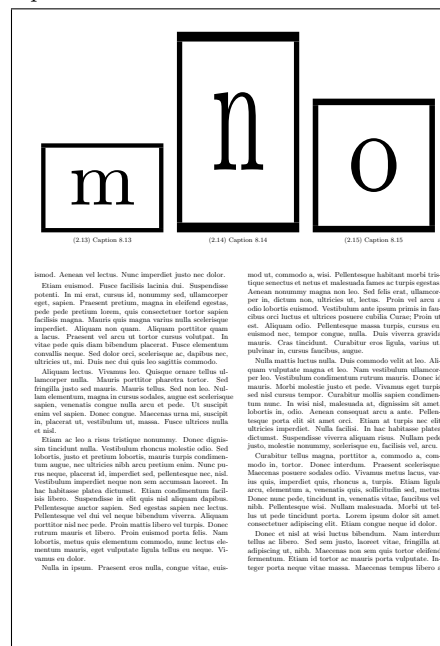 m
n
o
(2.13) Caption 8.13
(2.14) Caption 8.14
(2.15) Caption 8.15
ismod. Aenean vel lectus. Nunc imperdiet justo nec dolor.
Etiam euismod. Fusce facilisis lacinia dui. Suspendisse
potenti. In mi erat, cursus id, nonummy sed, ullamcorper
eget, sapien. Praesent pretium, magna in eleifend egestas,
pede pede pretium lorem, quis consectetuer tortor sapien
facilisis magna. Mauris quis magna varius nulla scelerisque
imperdiet. Aliquam non quam. Aliquam porttitor quam
a lacus. Praesent vel arcu ut tortor cursus volutpat. In
vitae pede quis diam bibendum placerat. Fusce elementum
convallis neque. Sed dolor orci, scelerisque ac, dapibus nec,
ultricies ut, mi. Duis nec dui quis leo sagittis commodo.
Aliquam lectus. Vivamus leo. Quisque ornare tellus ul-
lamcorper nulla. Mauris porttitor pharetra tortor. Sed
fringilla justo sed mauris. Mauris tellus. Sed non leo. Nul-
lam elementum, magna in cursus sodales, augue est scelerisque
sapien, venenatis congue nulla arcu et pede. Ut suscipit
enim vel sapien. Donec congue. Maecenas urna mi, suscipit
in, placerat ut, vestibulum ut, massa. Fusce ultrices nulla
et nisl.
Etiam ac leo a risus tristique nonummy. Donec dignis-
sim tincidunt nulla. Vestibulum rhoncus molestie odio. Sed
lobortis, justo et pretium lobortis, mauris turpis condimen-
tum augue, nec ultricies nibh arcu pretium enim. Nunc pu-
rus neque, placerat id, imperdiet sed, pellentesque nec, nisl.
Vestibulum imperdiet neque non sem accumsan laoreet. In
hac habitasse platea dictumst. Etiam condimentum facil-
isis libero. Suspendisse in elit quis nisl aliquam dapibus.
Pellentesque auctor sapien. Sed egestas sapien nec lectus.
Pellentesque vel dui vel neque bibendum viverra. Aliquam
porttitor nisl nec pede. Proin mattis libero vel turpis. Donec
rutrum mauris et libero. Proin euismod porta felis. Nam
lobortis, metus quis elementum commodo, nunc lectus ele-
mentum mauris, eget vulputate ligula tellus eu neque. Vi-
vamus eu dolor.
Nulla in ipsum. Praesent eros nulla, congue vitae, euis-
mod ut, commodo a, wisi. Pellentesque habitant morbi tris-
tique senectus et netus et malesuada fames ac turpis egestas.
Aenean nonummy magna non leo. Sed felis erat, ullamcor-
per in, dictum non, ultricies ut, lectus. Proin vel arcu a
odio lobortis euismod. Vestibulum ante ipsum primis in fau-
cibus orci luctus et ultrices posuere cubilia Curae; Proin ut
est. Aliquam odio. Pellentesque massa turpis, cursus eu,
euismod nec, tempor congue, nulla. Duis viverra gravida
mauris. Cras tincidunt. Curabitur eros ligula, varius ut,
pulvinar in, cursus faucibus, augue.
Nulla mattis luctus nulla. Duis commodo velit at leo. Ali-
quam vulputate magna et leo. Nam vestibulum ullamcor-
per leo. Vestibulum condimentum rutrum mauris. Donec id
mauris. Morbi molestie justo et pede. Vivamus eget turpis
sed nisl cursus tempor. Curabitur mollis sapien condimen-
tum nunc. In wisi nisl, malesuada at, dignissim sit amet,
lobortis in, odio. Aenean consequat arcu a ante. Pellen-
tesque porta elit sit amet orci. Etiam at turpis nec elit
ultricies imperdiet. Nulla facilisi. In hac habitasse platea
dictumst. Suspendisse viverra aliquam risus. Nullam pede
justo, molestie nonummy, scelerisque eu, facilisis vel, arcu.
Curabitur tellus magna, porttitor a, commodo a, com-
modo in, tortor. Donec interdum. Praesent scelerisque.
Maecenas posuere sodales odio. Vivamus metus lacus, var-
ius quis, imperdiet quis, rhoncus a, turpis. Etiam ligula
arcu, elementum a, venenatis quis, sollicitudin sed, metus.
Donec nunc pede, tincidunt in, venenatis vitae, faucibus vel,
nibh. Pellentesque wisi. Nullam malesuada. Morbi ut tel-
lus ut pede tincidunt porta. Lorem ipsum dolor sit amet,
consectetuer adipiscing elit. Etiam congue neque id dolor.
Donec et nisl at wisi luctus bibendum. Nam interdum
tellus ac libero. Sed sem justo, laoreet vitae, fringilla at,
adipiscing ut, nibh. Maecenas non sem quis tortor eleifend
fermentum. Etiam id tortor ac mauris porta vulputate. In-
teger porta neque vitae massa. Maecenas tempus libero a